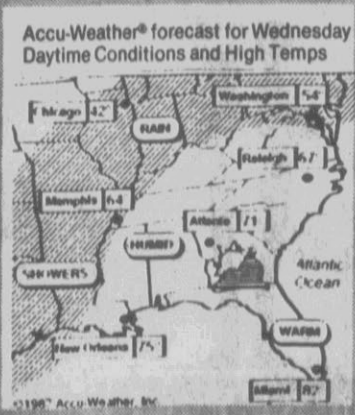 Accu-Weather® forecast for Wednesday
Daytime Conditions and High Temps
Washington 54°
Chicago 42°
RAIN
Raleigh 67°
Memphis 64
Atlanta 71
HUMID
SHOWERS
Atlantic
Ocean
WARM
New Orleans 75°
Miami 82°
Accu-Weather, Inc.